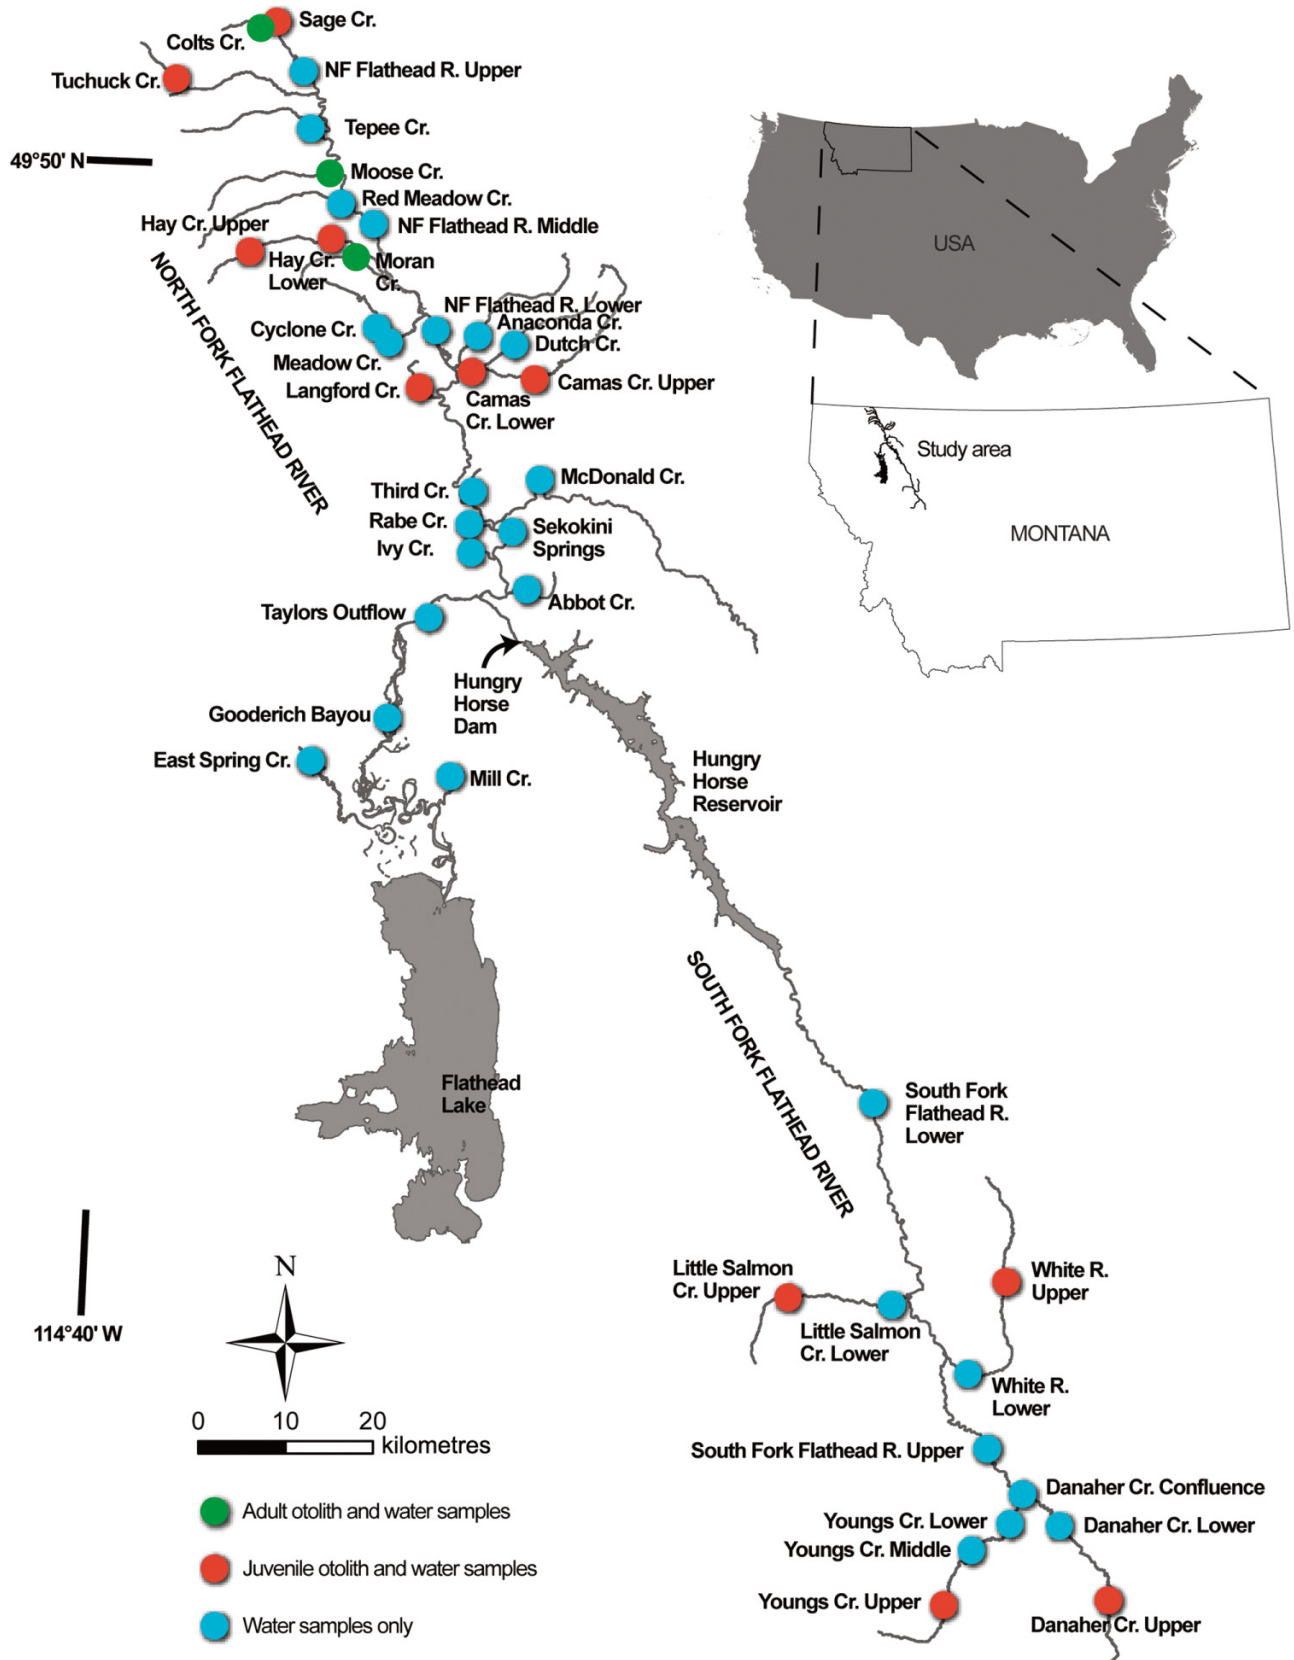 Sage Cr.
Colts Cr.
NF Flathead R. Upper
Tuchuck Cr.
Tepee Cr.
49°50' N
Moose Cr.
Red Meadow Cr.
Hay Cr. Upper
NF Flathead R. Middle
Hay Cr.
Lower
Moran
Cr.
NORTH FORK FLATHEAD RIVER
NF Flathead R. Lower
Anaconda Cr.
Cyclone Cr.
Dutch Cr.
Meadow Cr.
Langford Cr.
Camas Cr. Upper
Camas
Cr. Lower
USA
Study area
MONTANA
Third Cr.
McDonald Cr.
Rabe Cr.
Sekokini
Springs
Ivy Cr.
Abbot Cr.
Taylors Outflow
Hungry
Horse
Dam
Gooderich Bayou
East Spring Cr.
Mill Cr.
Hungry
Horse
Reservoir
SOUTH FORK FLATHEAD RIVER
Flathead
Lake
South Fork
Flathead R.
Lower
Little Salmon
Cr. Upper
White R.
Upper
Little Salmon
Cr. Lower
White R.
Lower
114°40' W
N
0 10 20
kilometres
South Fork Flathead R. Upper
Danaher Cr. Confluence
Youngs Cr. Lower
Danaher Cr. Lower
Youngs Cr. Middle
Youngs Cr. Upper
Danaher Cr. Upper
Adult otolith and water samples
Juvenile otolith and water samples
Water samples only